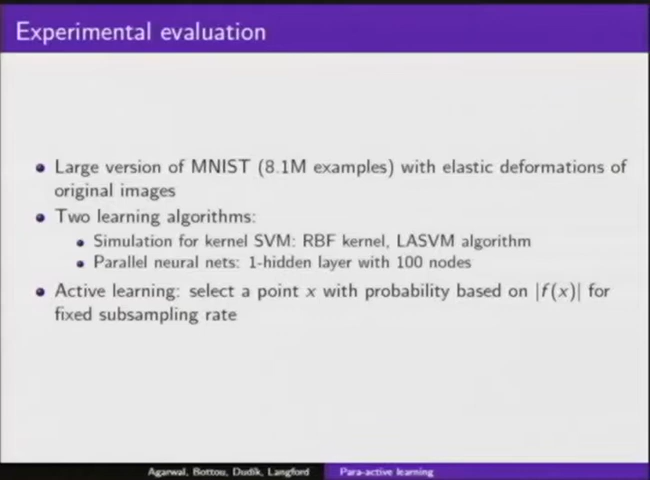 Experimental evaluation
Large version of MNIST (8.1M examples) with elastic deformations of
original images
Two learning algorithms:
Simulation for kernel SVM: RBF kernel, LASVM algorithm
Parallel neural nets: 1-hidden layer with 100 nodes
Active learning: select a point x with probability based on |f(x)| for
fixed subsampling rate
Agarwal, Bottou, Dudík, Langford
Para-active learning